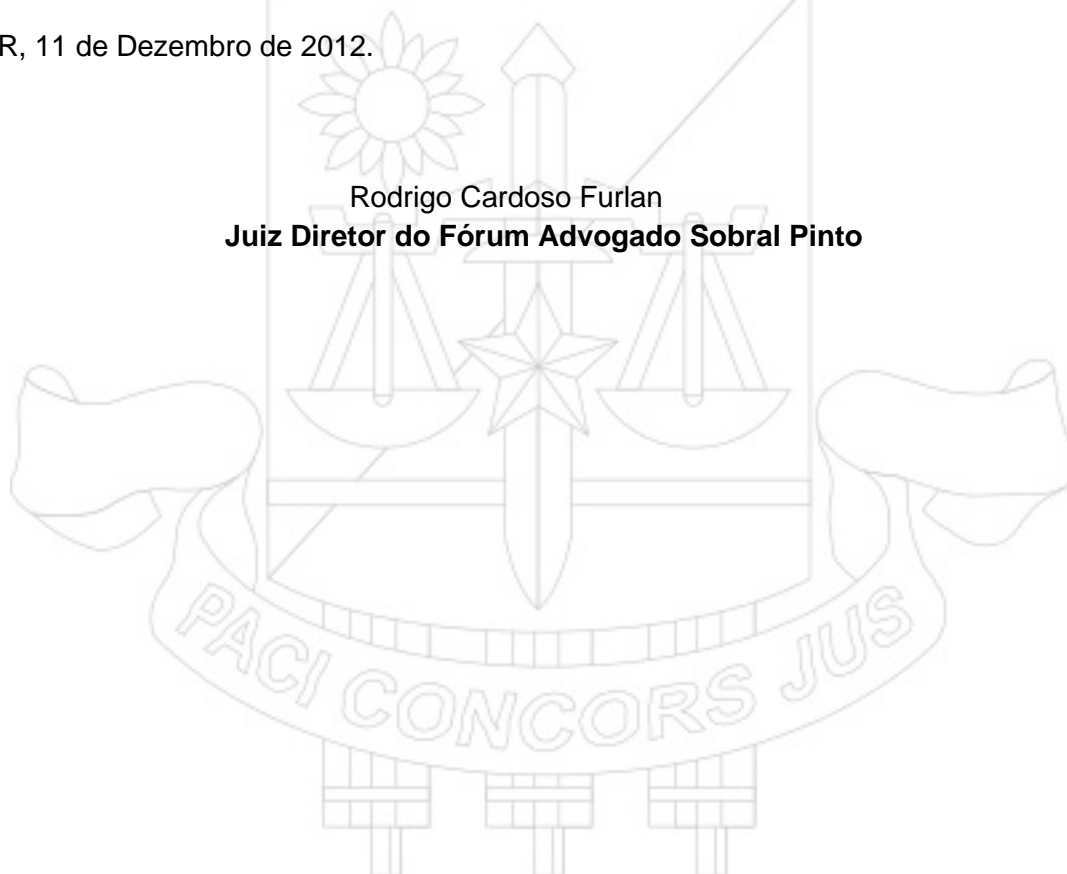 R, 11 de Dezembro de 2012.
Rodrigo Cardoso Furlan
Juiz Diretor do Fórum Advogado Sobral Pinto
PACI CONCORS JUS